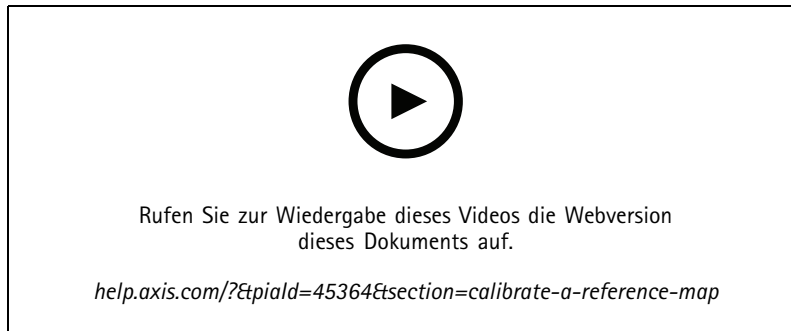 Rufen Sie zur Wiedergabe dieses Videos die Webversion
dieses Dokuments auf.
help.axis.com/?&piaId=45364&section=calibrate-a-reference-map